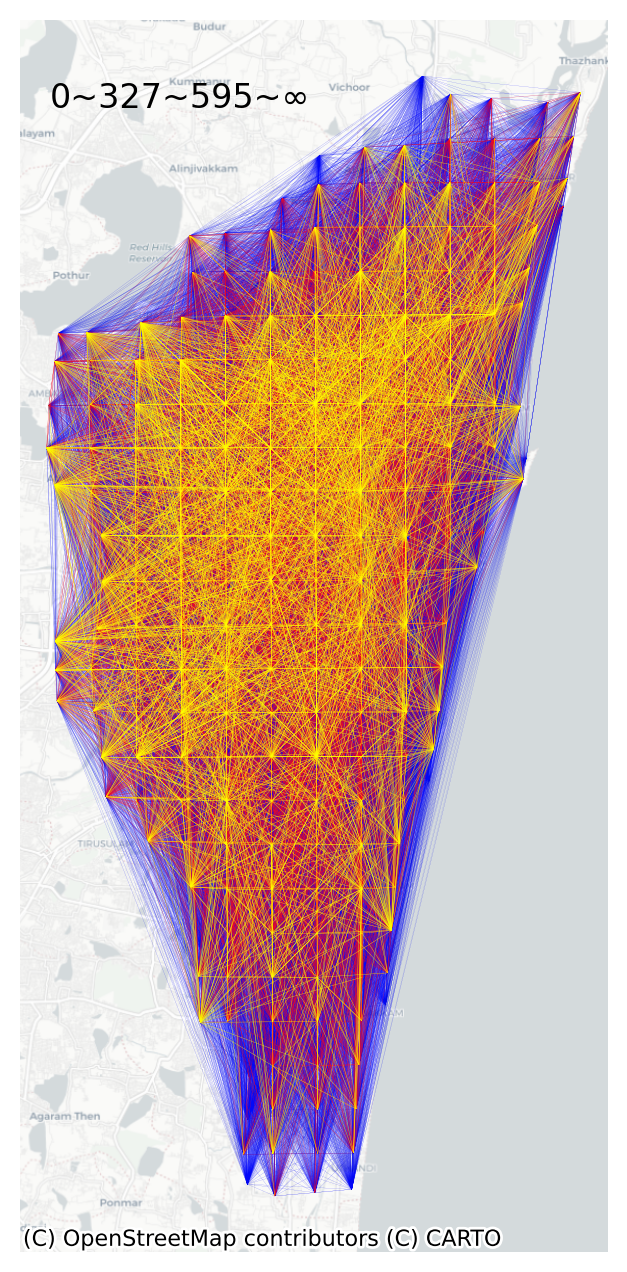 Budur
Thazhank
Kummanur
Vichoor
0~327~595~∞
alayam
Alinjivakkam
Red Hills
Reservoir
Pothur
AMB
TIRUSULAM
Agaram Then
Ponmar
(C) OpenStreetMap contributors (C) CARTO